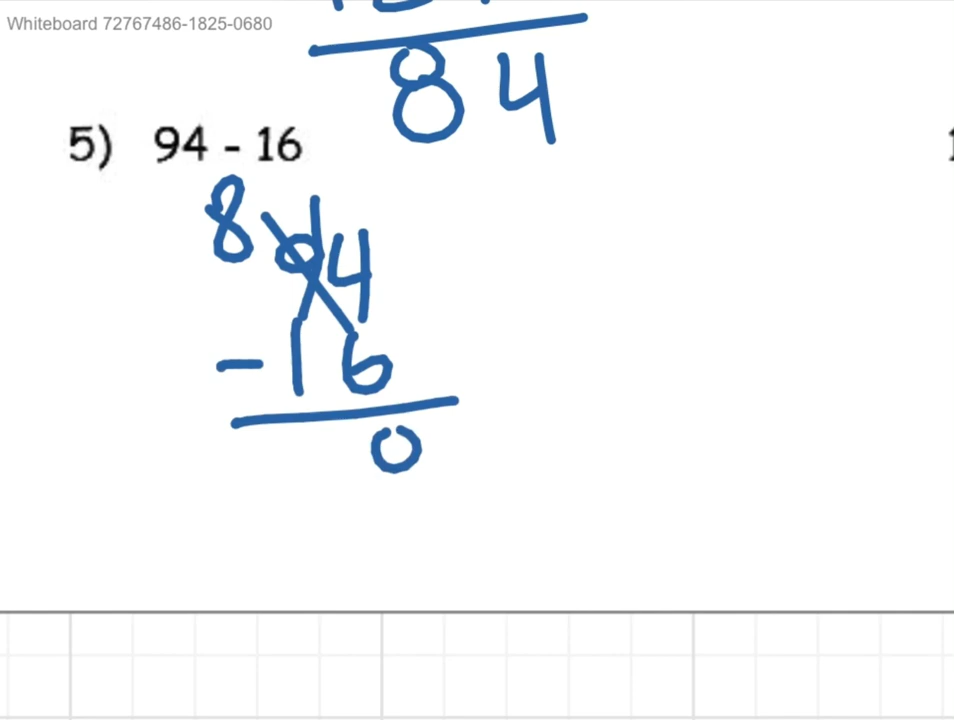 Whiteboard 72767486-1825-0680
84
5) 94 - 16
8 94
- 16
0